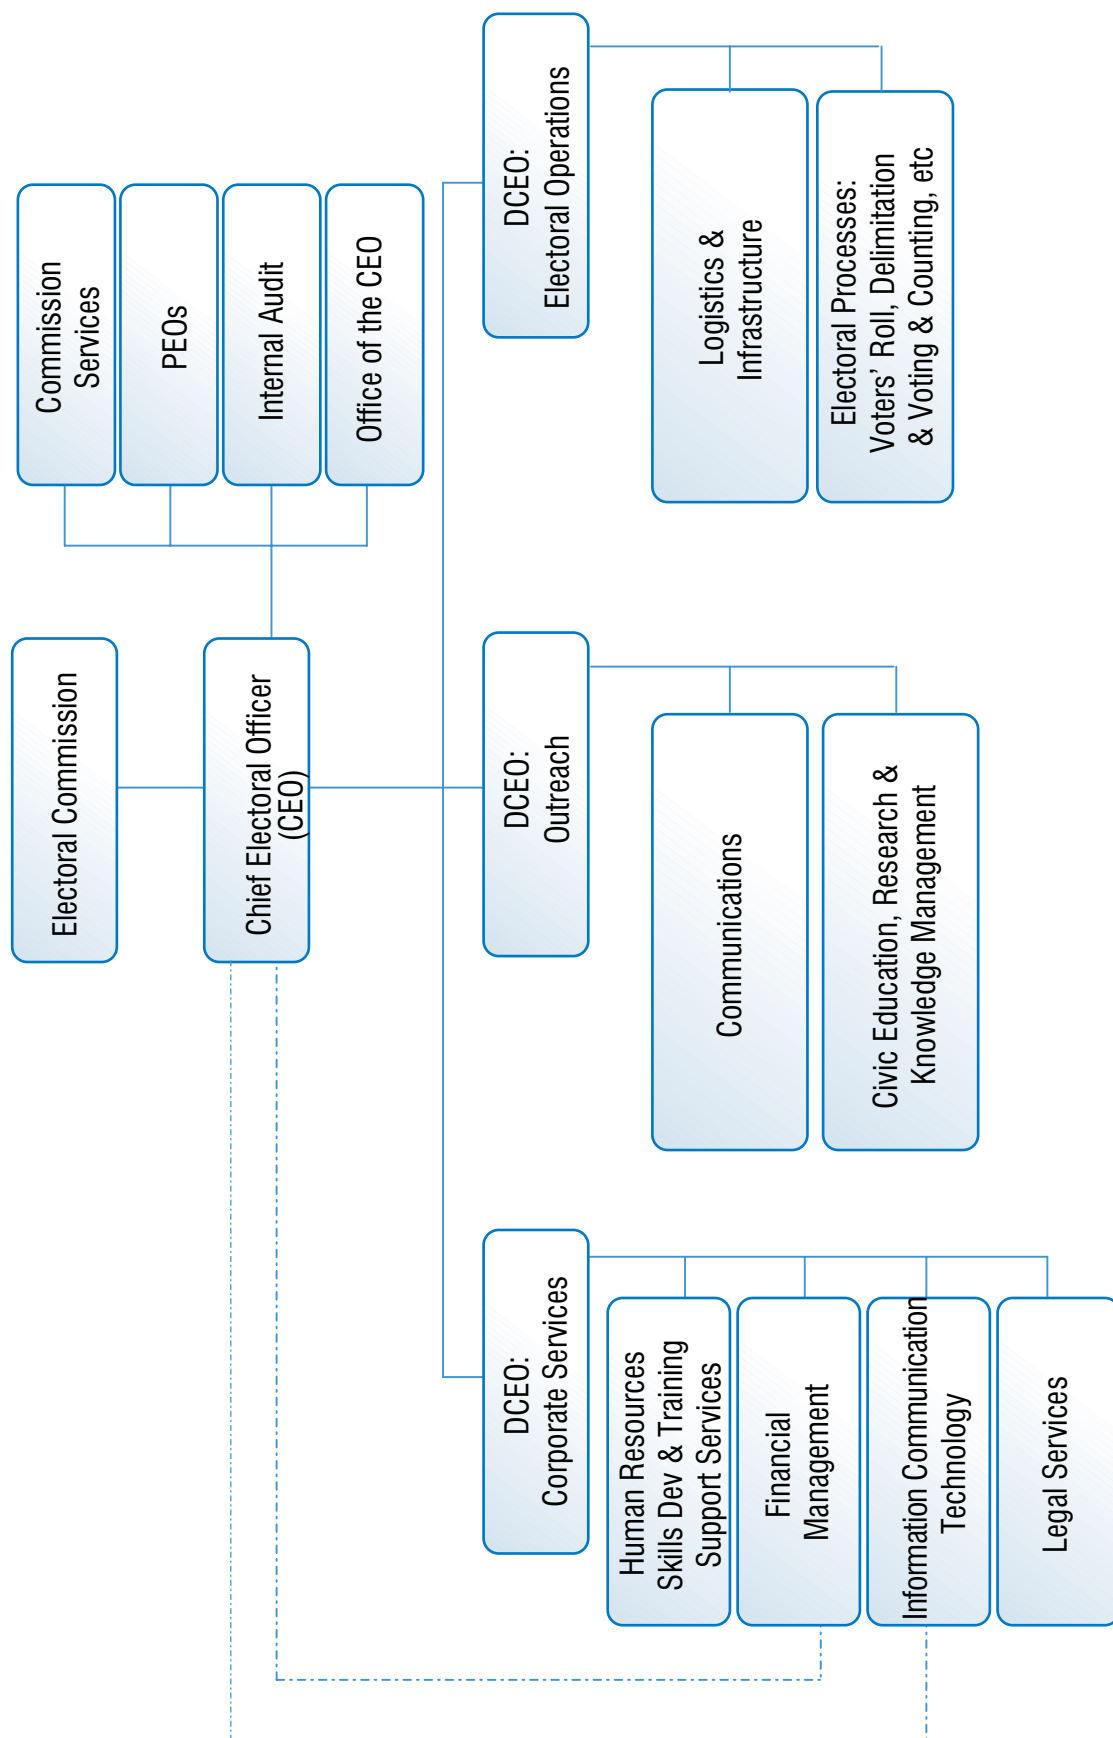 Electoral Commission
Chief Electoral Officer
(CEO)
Commission
Services
PEOs
Internal Audit
Office of the CEO
DCEO:
Corporate Services
Human Resources
Skills Dev & Training
Support Services
Financial
Management
Information Communication
Technology
Legal Services
DCEO:
Outreach
Communications
Civic Education, Research &
Knowledge Management
DCEO:
Electoral Operations
Logistics &
Infrastructure
Electoral Processes:
Voters’ Roll, Delimitation
& Voting & Counting, etc